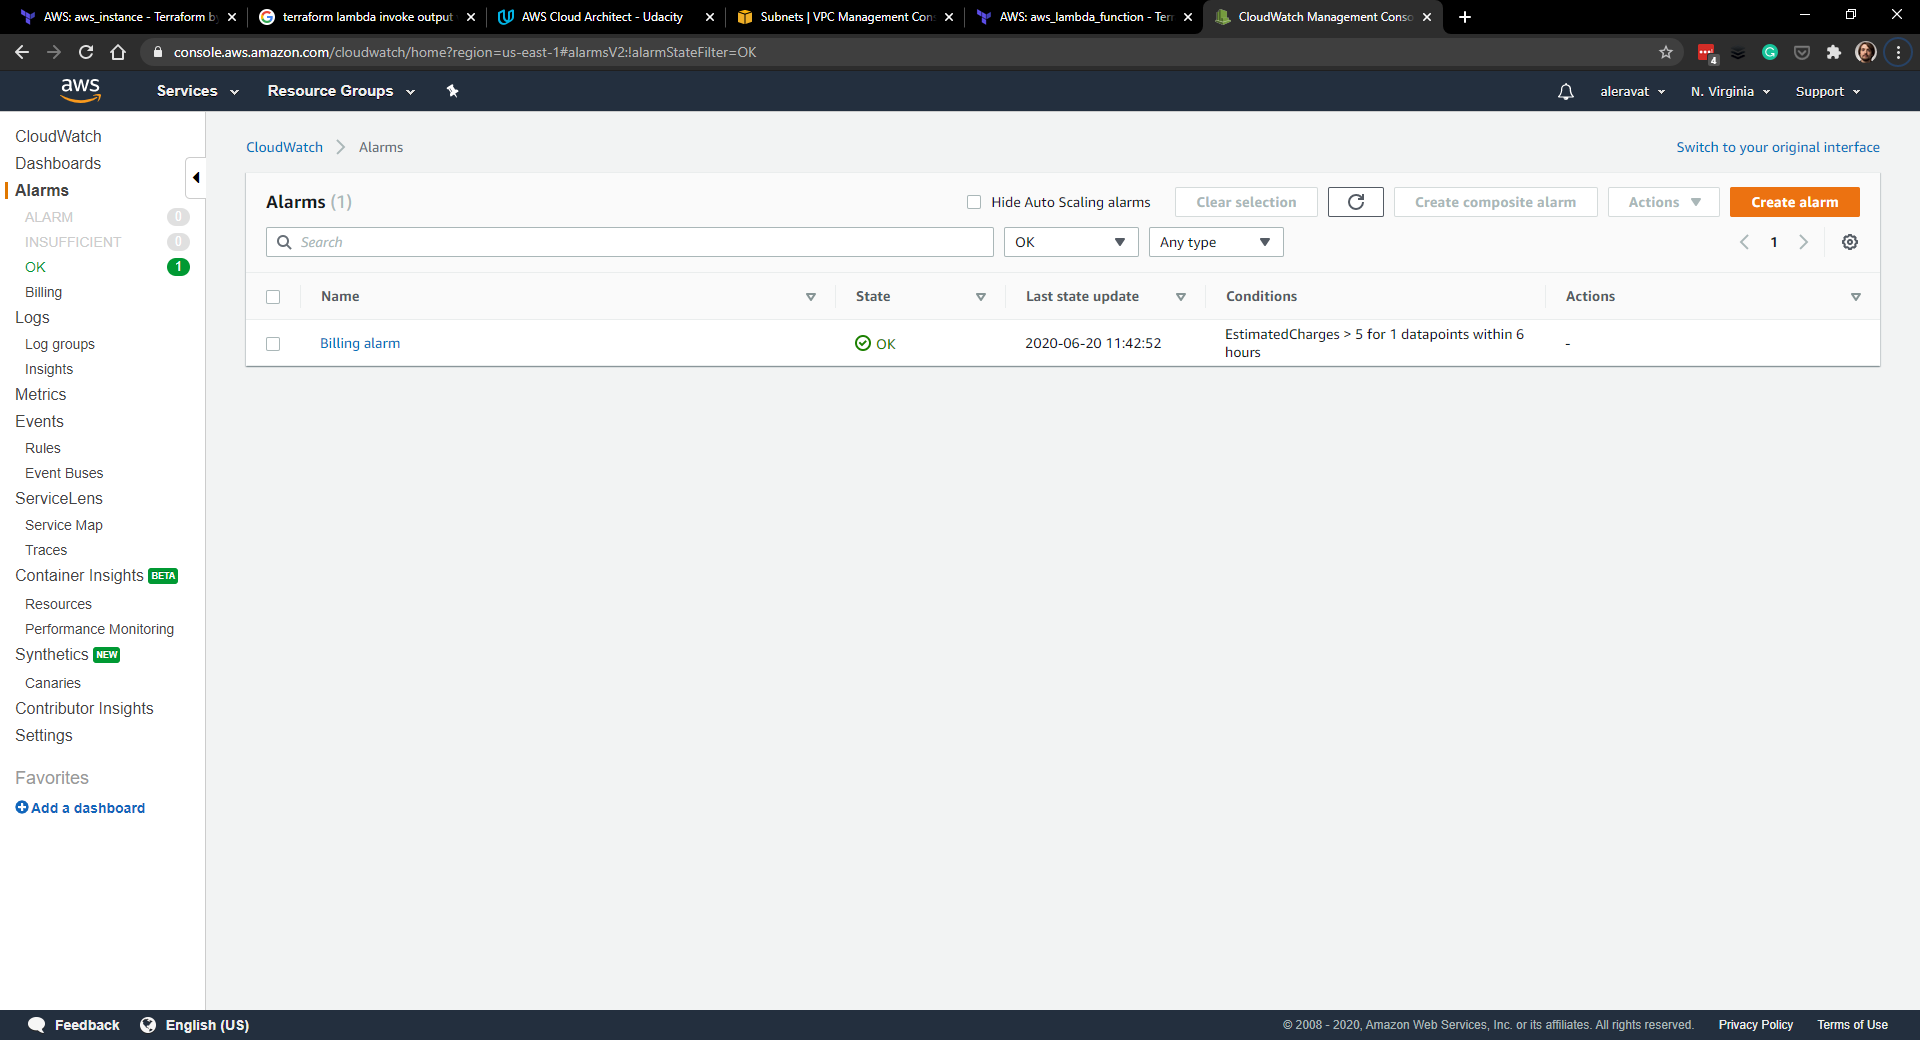 AWS: aws_instance - Terraform by
terraform lambda invoke output
AWS Cloud Architect - Udacity
Subnets | VPC Management Con
AWS: aws_lambda_function - Terr
CloudWatch Management Conso
console.aws.amazon.com/cloudwatch/home?region=us-east-1#alarmsV2:!alarmStateFilter=OK
4
aws
Services
Resource Groups
aleravat
N. Virginia
Support
CloudWatch
Dashboards
Alarms
ALARM 0
INSUFFICIENT 0
OK 1
Billing
Logs
Log groups
Insights
Metrics
Events
Rules
Event Buses
ServiceLens
Service Map
Traces
Container Insights BETA
Resources
Performance Monitoring
Synthetics NEW
Canaries
Contributor Insights
Settings
Favorites
Add a dashboard
CloudWatch > Alarms
Switch to your original interface
Alarms (1)
Hide Auto Scaling alarms
Clear selection
Create composite alarm
Actions
Create alarm
Search
OK
Any type
1
Name
State
Last state update
Conditions
Actions
Billing alarm
OK
2020-06-20 11:42:52
EstimatedCharges > 5 for 1 datapoints within 6
hours
-
Feedback
English (US)
© 2008 - 2020, Amazon Web Services, Inc. or its affiliates. All rights reserved.
Privacy Policy
Terms of Use